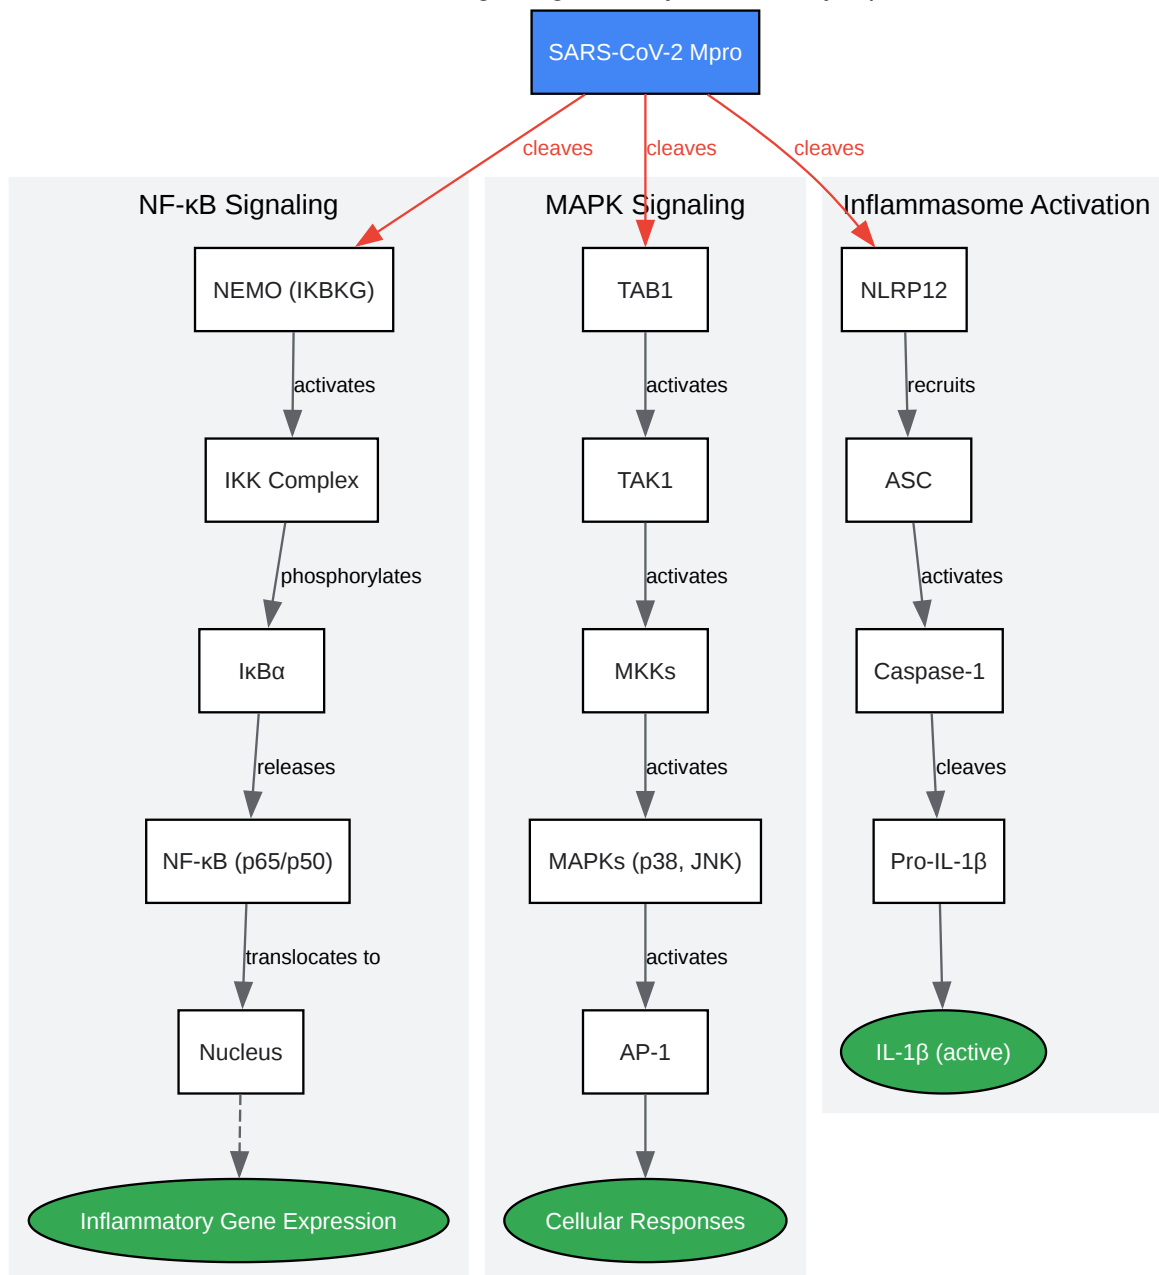 SARS-CoV-2 Mpro
cleaves
cleaves
cleaves
NF-κB Signaling
NEMO (IKBKG)
activates
IKK Complex
phosphorylates
IκBα
releases
NF-κB (p65/p50)
translocates to
Nucleus
Inflammatory Gene Expression
MAPK Signaling
TAB1
activates
TAK1
activates
MKKs
activates
MAPKs (p38, JNK)
activates
AP-1
Cellular Responses
Inflammasome Activation
NLRP12
recruits
ASC
activates
Caspase-1
cleaves
Pro-IL-1β
IL-1β (active)